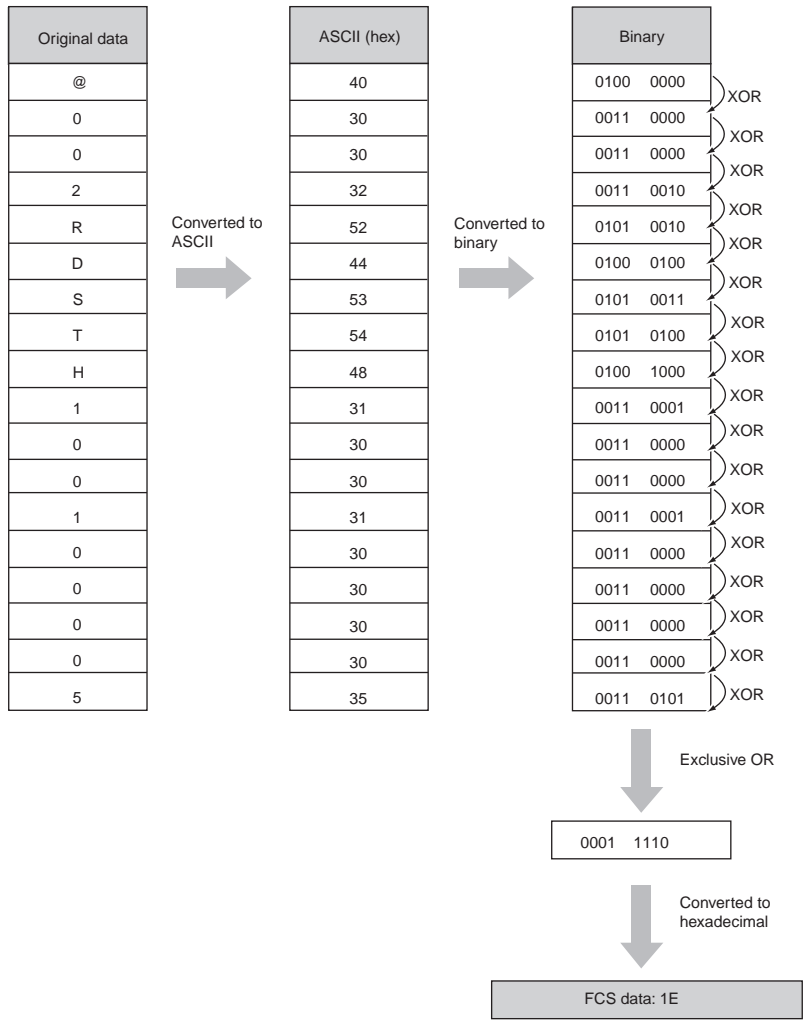 Original data ASCII (hex) Binary
@ 40 0100 0000
XOR
0 30 0011 0000
XOR
0 30 0011 0000
XOR
2 32 0011 0010
XOR
R 52 0101 0010
XOR
D 44 0100 0100
XOR
S 53 0101 0011
XOR
T 54 0101 0100
XOR
H 48 0100 1000
XOR
1 31 0011 0001
XOR
0 30 0011 0000
XOR
0 30 0011 0000
XOR
1 31 0011 0001
XOR
0 30 0011 0000
XOR
0 30 0011 0000
XOR
0 30 0011 0000
XOR
0 30 0011 0000
XOR
5 35 0011 0101
Converted to
ASCII
Converted to
binary
Exclusive OR
0001 1110
Converted to
hexadecimal
FCS data: 1E